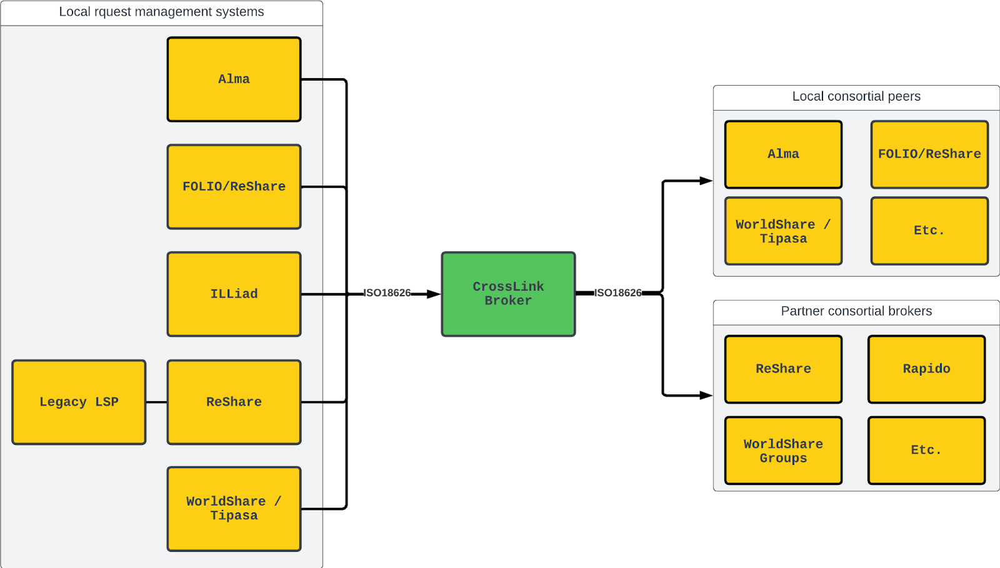 Local rquest management systems
Alma
FOLIO/ReShare
ILLiad
Legacy LSP
ReShare
WorldShare /
Tipasa
ISO18626
CrossLink
Broker
ISO18626
Local consortial peers
Alma
FOLIO/ReShare
WorldShare /
Tipasa
Etc.
Partner consortial brokers
ReShare
Rapido
WorldShare
Groups
Etc.